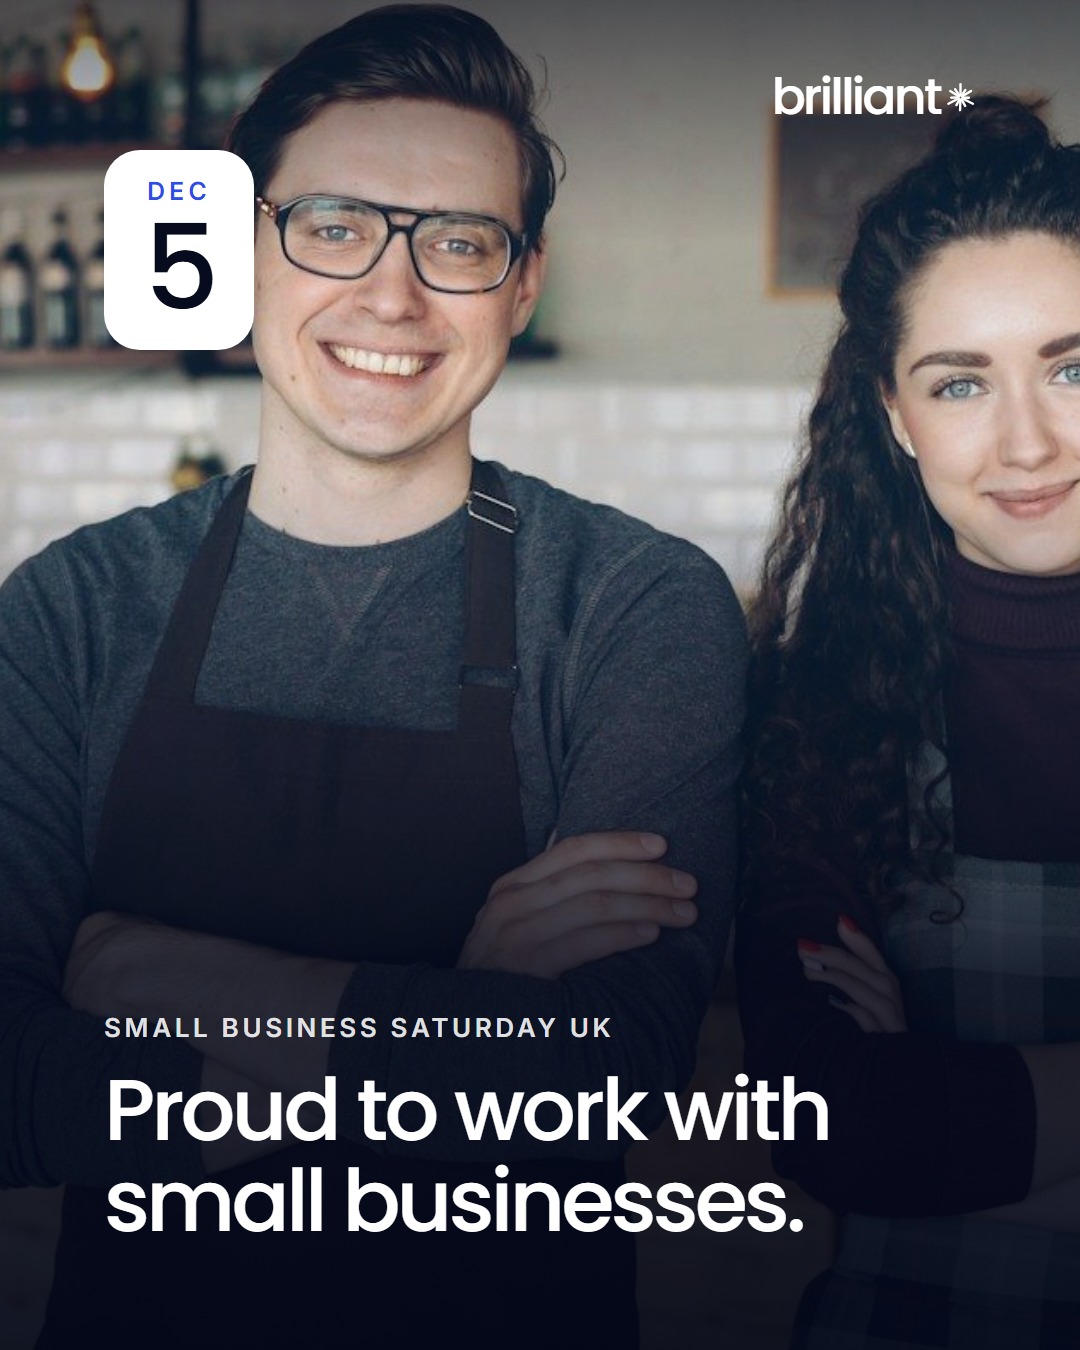 brilliant
DEC
5
SMALL BUSINESS SATURDAY UK
Proud to work with
small businesses.